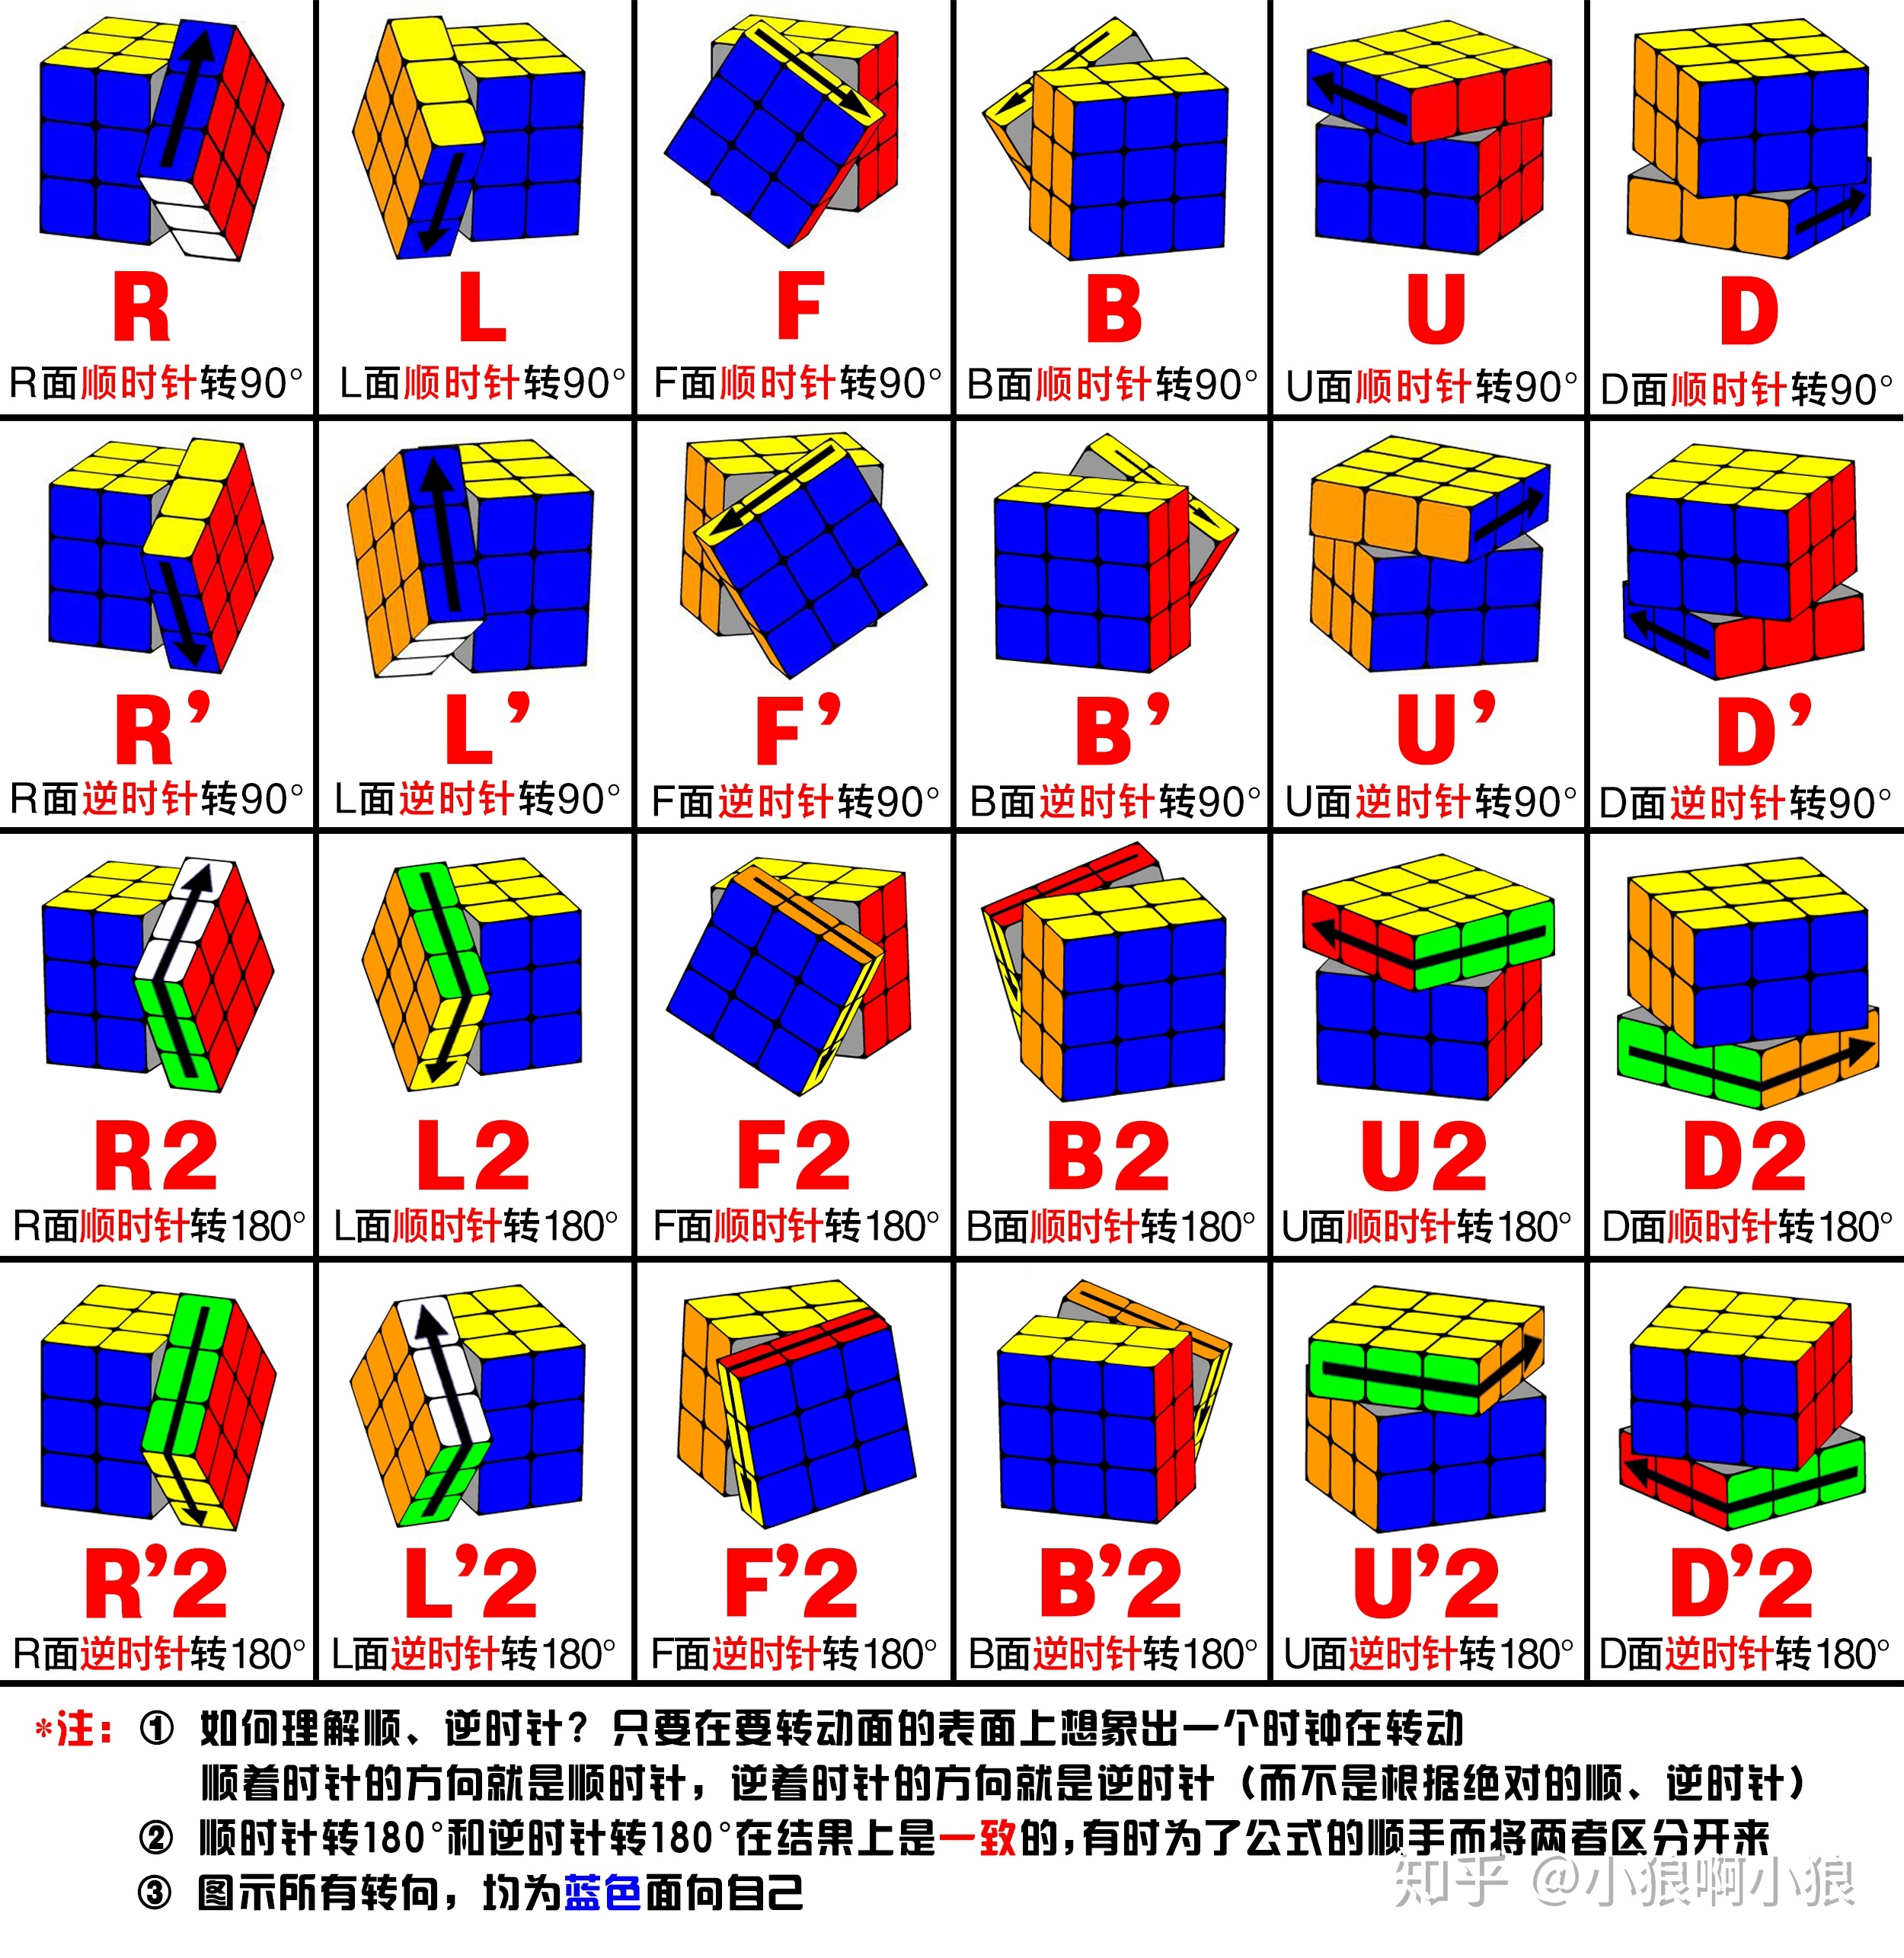 R L F B U D
R面顺时针转90° L面顺时针转90° F面顺时针转90° B面顺时针转90° U面顺时针转90° D面顺时针转90°
R’ L’ F’ B’ U’ D’
R面逆时针转90° L面逆时针转90° F面逆时针转90° B面逆时针转90° U面逆时针转90° D面逆时针转90°
R2 L2 F2 B2 U2 D2
R面顺时针转180° L面顺时针转180° F面顺时针转180° B面顺时针转180° U面顺时针转180° D面顺时针转180°
R’2 L’2 F’2 B’2 U’2 D’2
R面逆时针转180° L面逆时针转180° F面逆时针转180° B面逆时针转180° U面逆时针转180° D面逆时针转180°
*注：① 如何理解顺、逆时针？只要在要转动面的表面上想象出一个时钟在转动
顺着时针的方向就是顺时针，逆着时针的方向就是逆时针（而不是根据绝对的顺、逆时针）
② 顺时针转180°和逆时针转180°在结果上是一致的，有时为了公式的顺手而将两者区分开来
③ 图示所有转向，均为蓝色面向自己
知乎 @小狼啊小狼